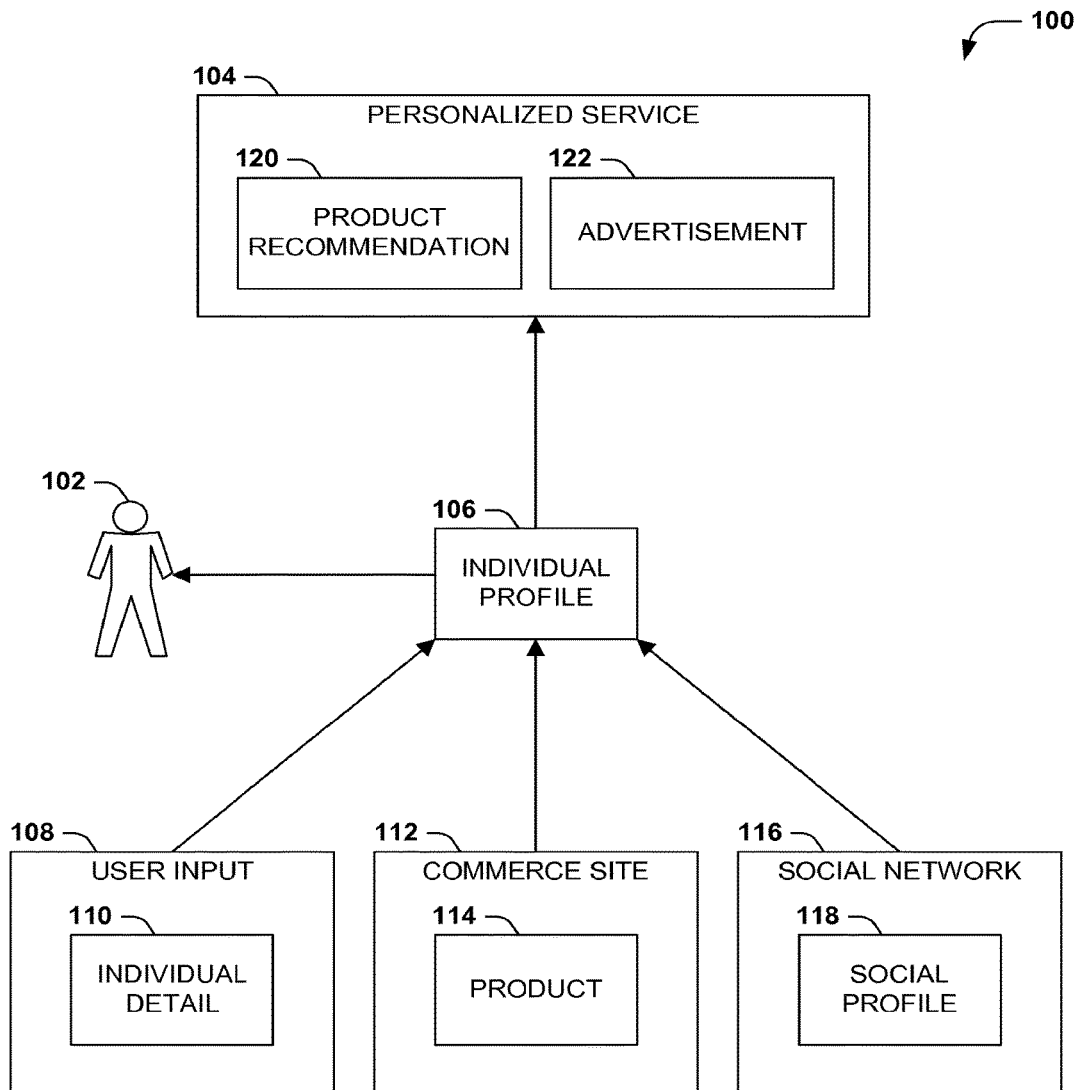 100
104
PERSONALIZED SERVICE
120
122
PRODUCT
RECOMMENDATION
ADVERTISEMENT
102
106
INDIVIDUAL
PROFILE
108
112
116
USER INPUT
COMMERCE SITE
SOCIAL NETWORK
110
114
118
INDIVIDUAL
DETAIL
PRODUCT
SOCIAL
PROFILE